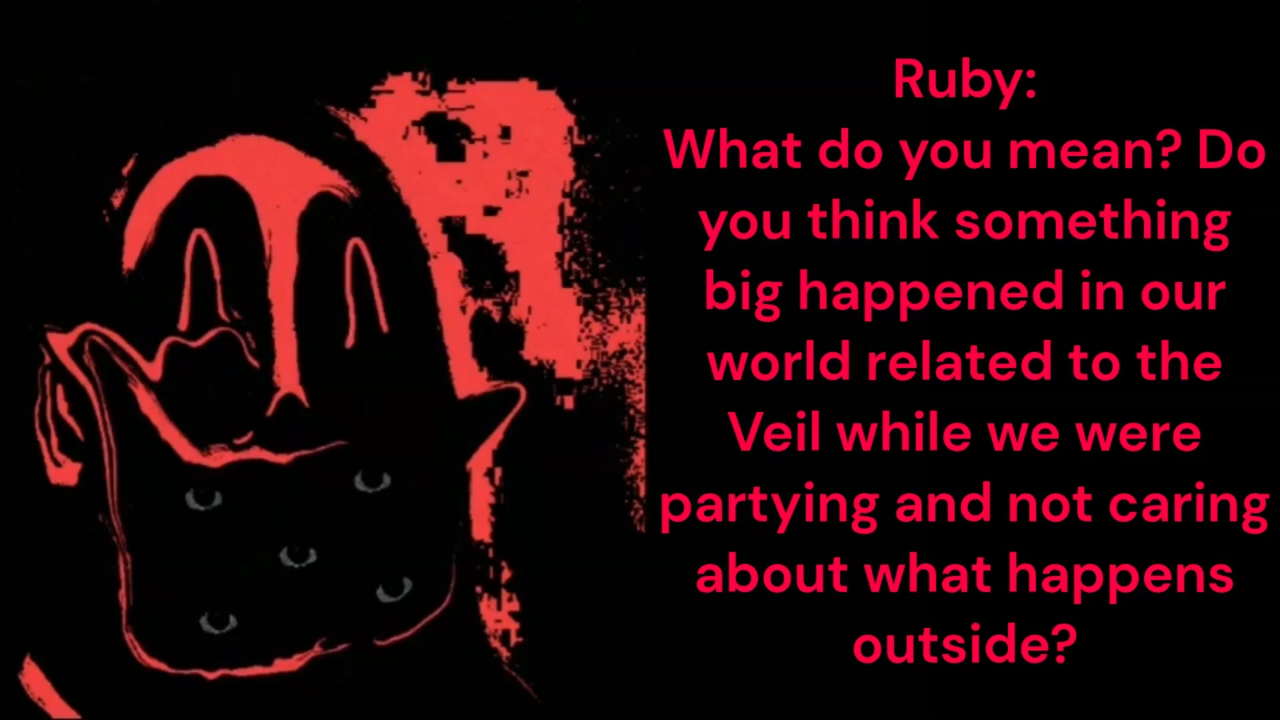 Ruby:
What do you mean? Do
you think something
big happened in our
world related to the
Veil while we were
partying and not caring
about what happens
outside?